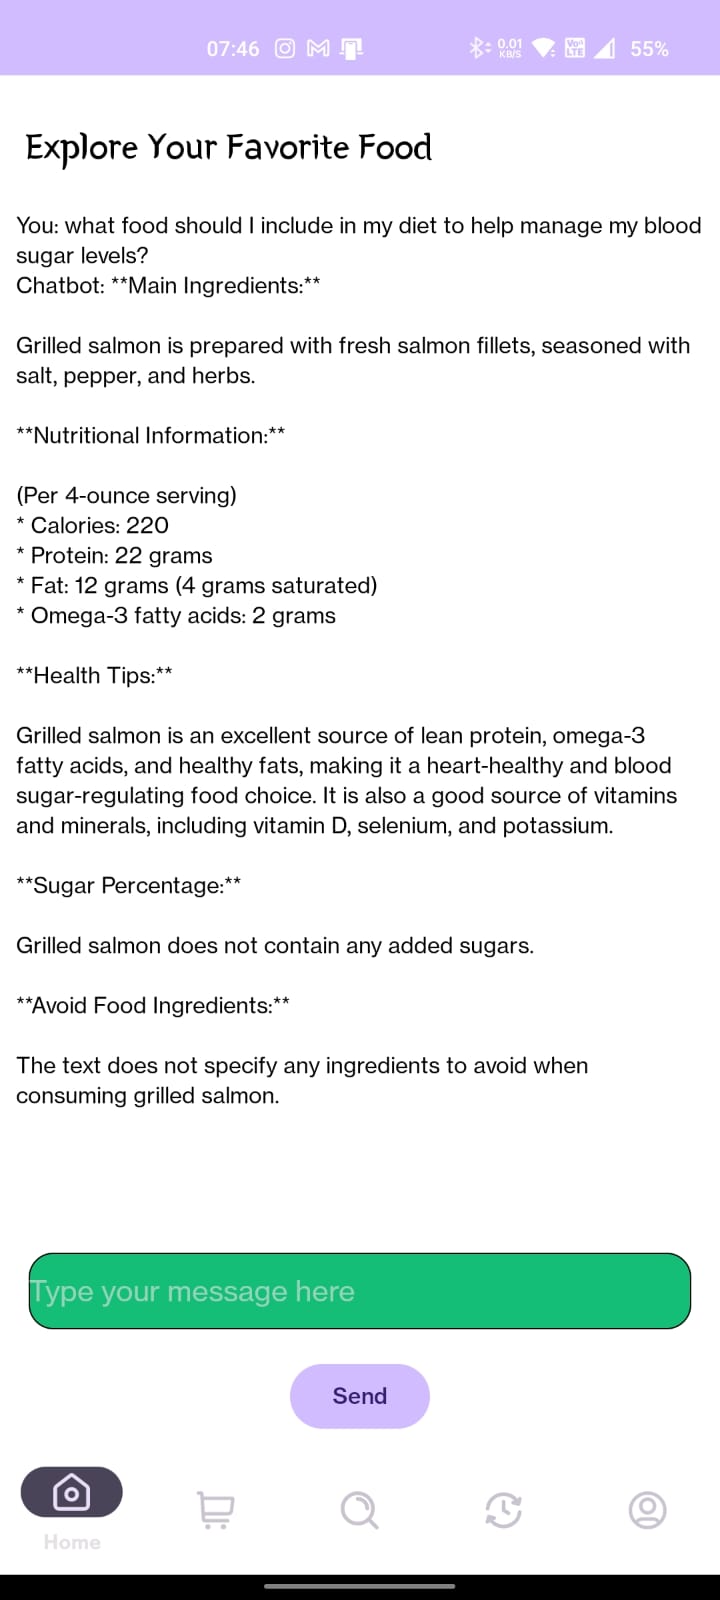 07:46 0.01 KB/S Vo) LTE 55%
Explore Your Favorite Food
You: what food should I include in my diet to help manage my blood
sugar levels?
Chatbot: **Main Ingredients:**
Grilled salmon is prepared with fresh salmon fillets, seasoned with
salt, pepper, and herbs.
**Nutritional Information:**
(Per 4-ounce serving)
* Calories: 220
* Protein: 22 grams
* Fat: 12 grams (4 grams saturated)
* Omega-3 fatty acids: 2 grams
**Health Tips:**
Grilled salmon is an excellent source of lean protein, omega-3
fatty acids, and healthy fats, making it a heart-healthy and blood
sugar-regulating food choice. It is also a good source of vitamins
and minerals, including vitamin D, selenium, and potassium.
**Sugar Percentage:**
Grilled salmon does not contain any added sugars.
**Avoid Food Ingredients:**
The text does not specify any ingredients to avoid when
consuming grilled salmon.
Type your message here
Send
Home